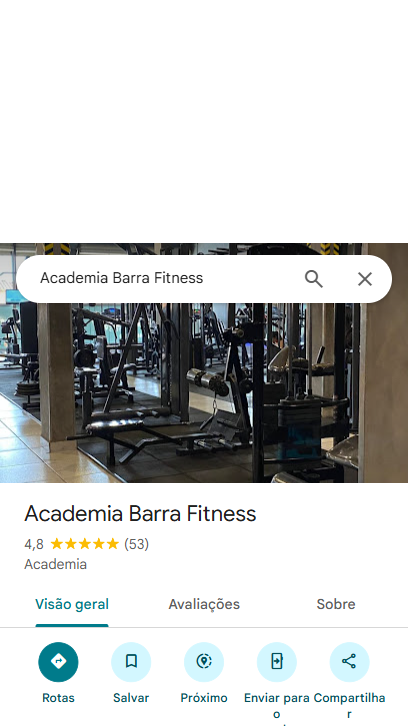 Academia Barra Fitness
Academia Barra Fitness
4,8 (53)
Academia
Visão geral Avaliações Sobre
Rotas Salvar Próximo Enviar para Compartilha
o r